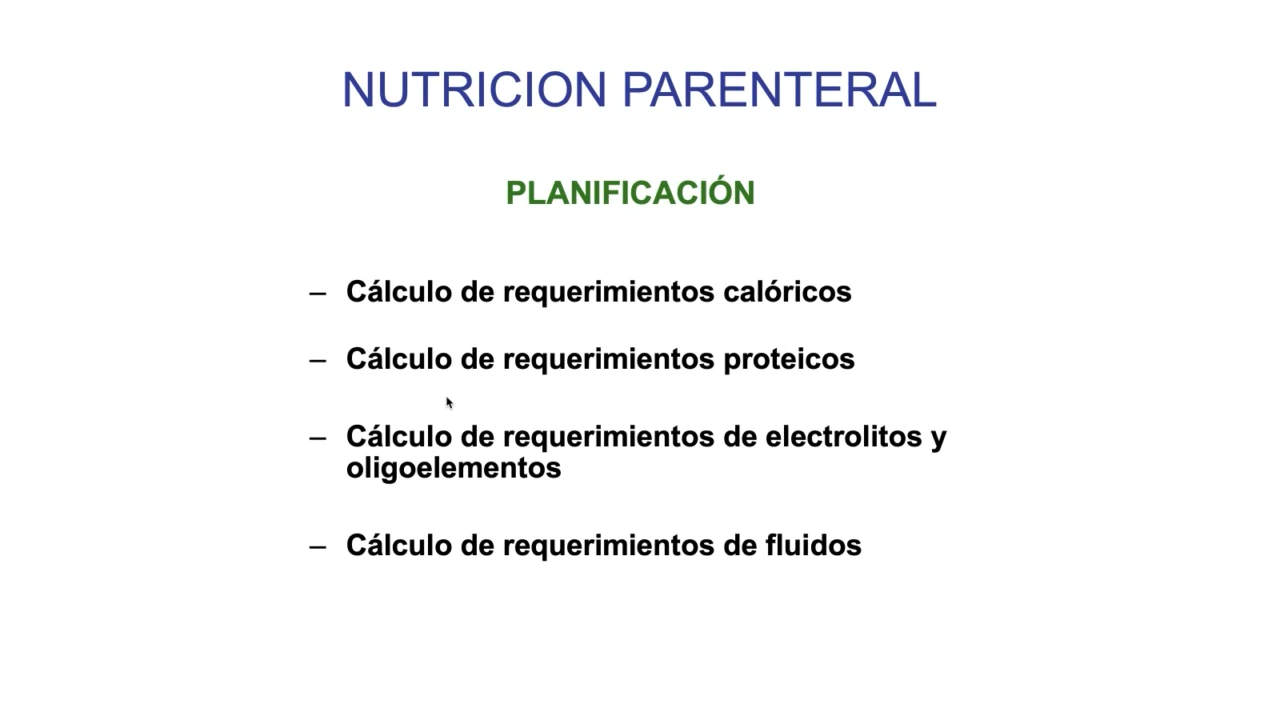 NUTRICION PARENTERAL
PLANIFICACIÓN
– Cálculo de requerimientos calóricos
– Cálculo de requerimientos proteicos
– Cálculo de requerimientos de electrolitos y
oligoelementos
– Cálculo de requerimientos de fluidos